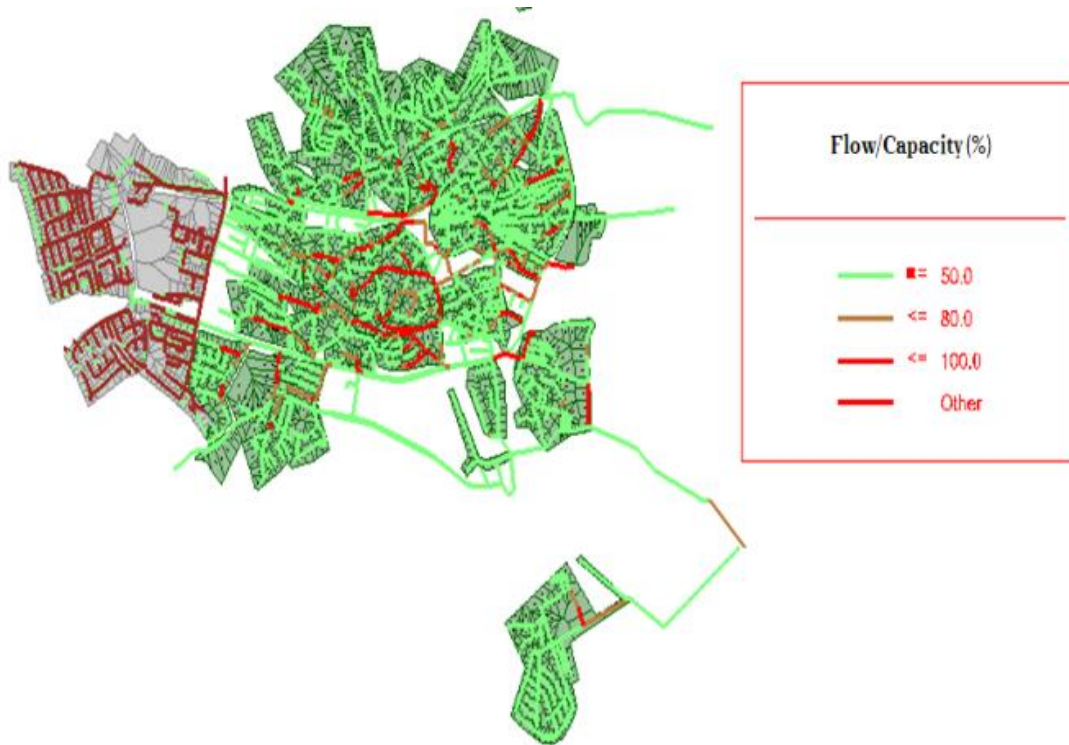 Flow/Capacity (%)
<= 50.0
<= 80.0
<= 100.0
Other